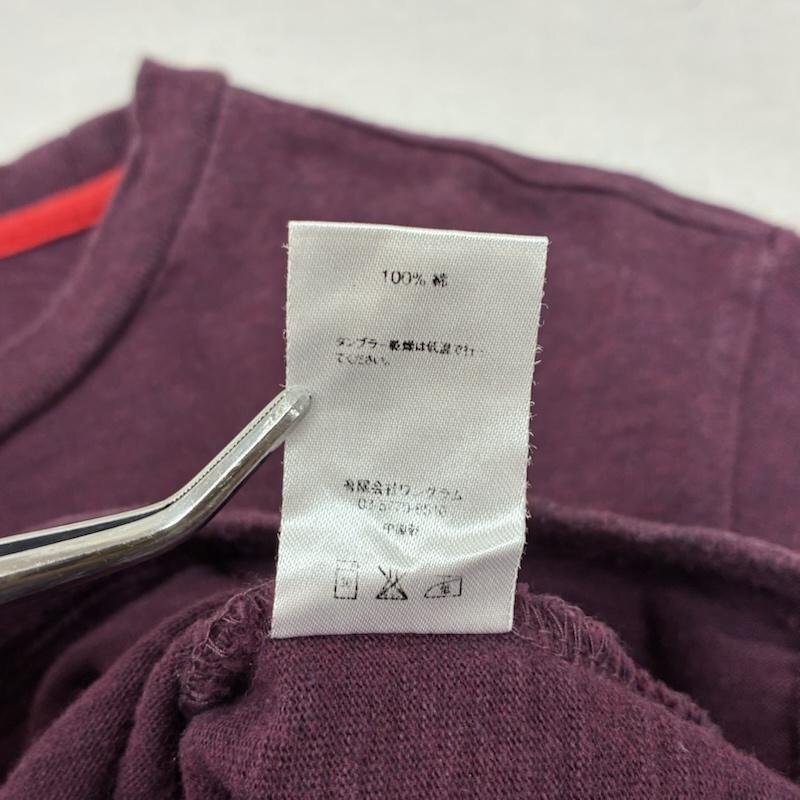 100% 綿
タンブラー乾燥は低温で行っ
てください。
有限会社ワーグラム
中国製